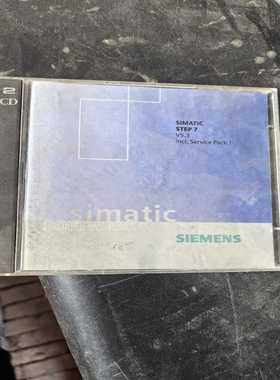 2
CD
SIMATIC
STEP 7
V5.3
Incl. Service Pack 1
simatic
SIEMENS